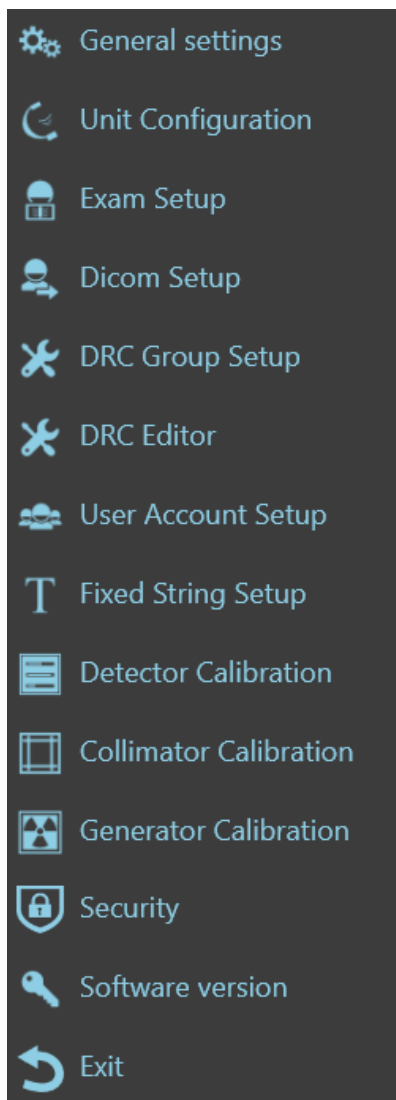 General settings
Unit Configuration
Exam Setup
Dicom Setup
DRC Group Setup
DRC Editor
User Account Setup
Fixed String Setup
Detector Calibration
Collimator Calibration
Generator Calibration
Security
Software version
Exit